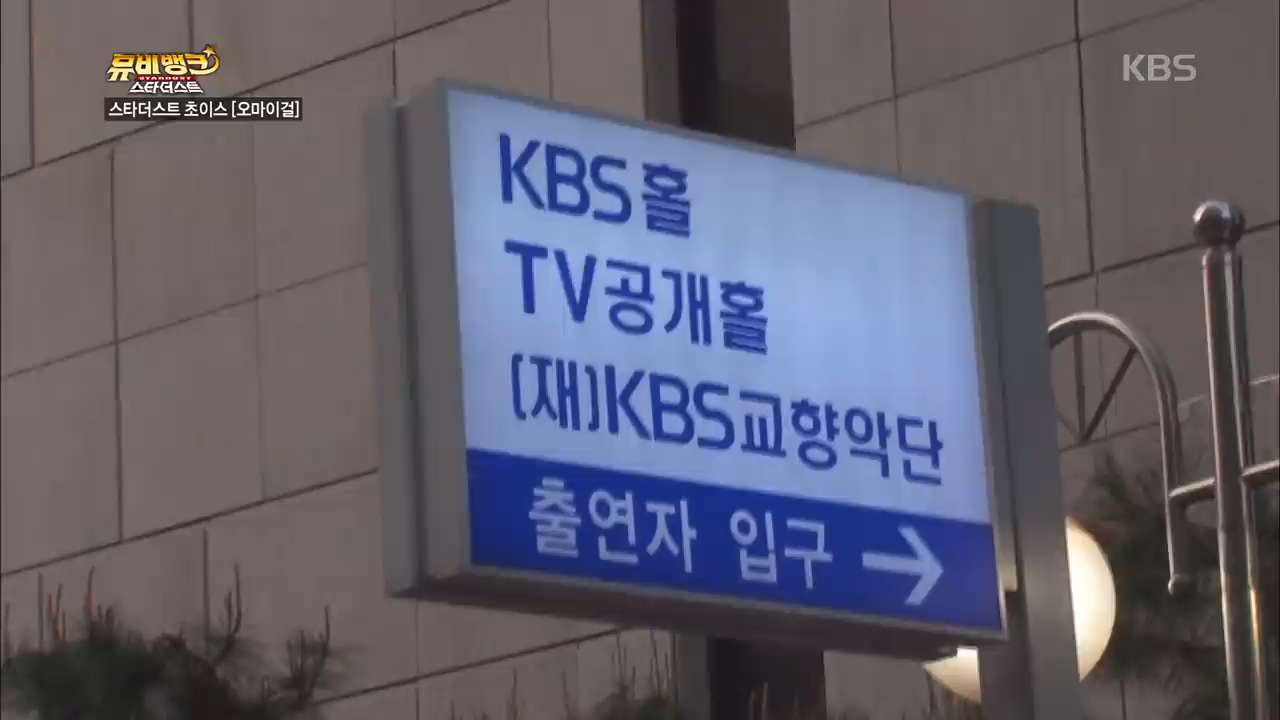 뮤비뱅크
STARDUST
스타더스트
스타더스트 초이스 [오마이걸]
KBS
KBS홀
TV공개홀
(재)KBS교향악단
출연자 입구 →